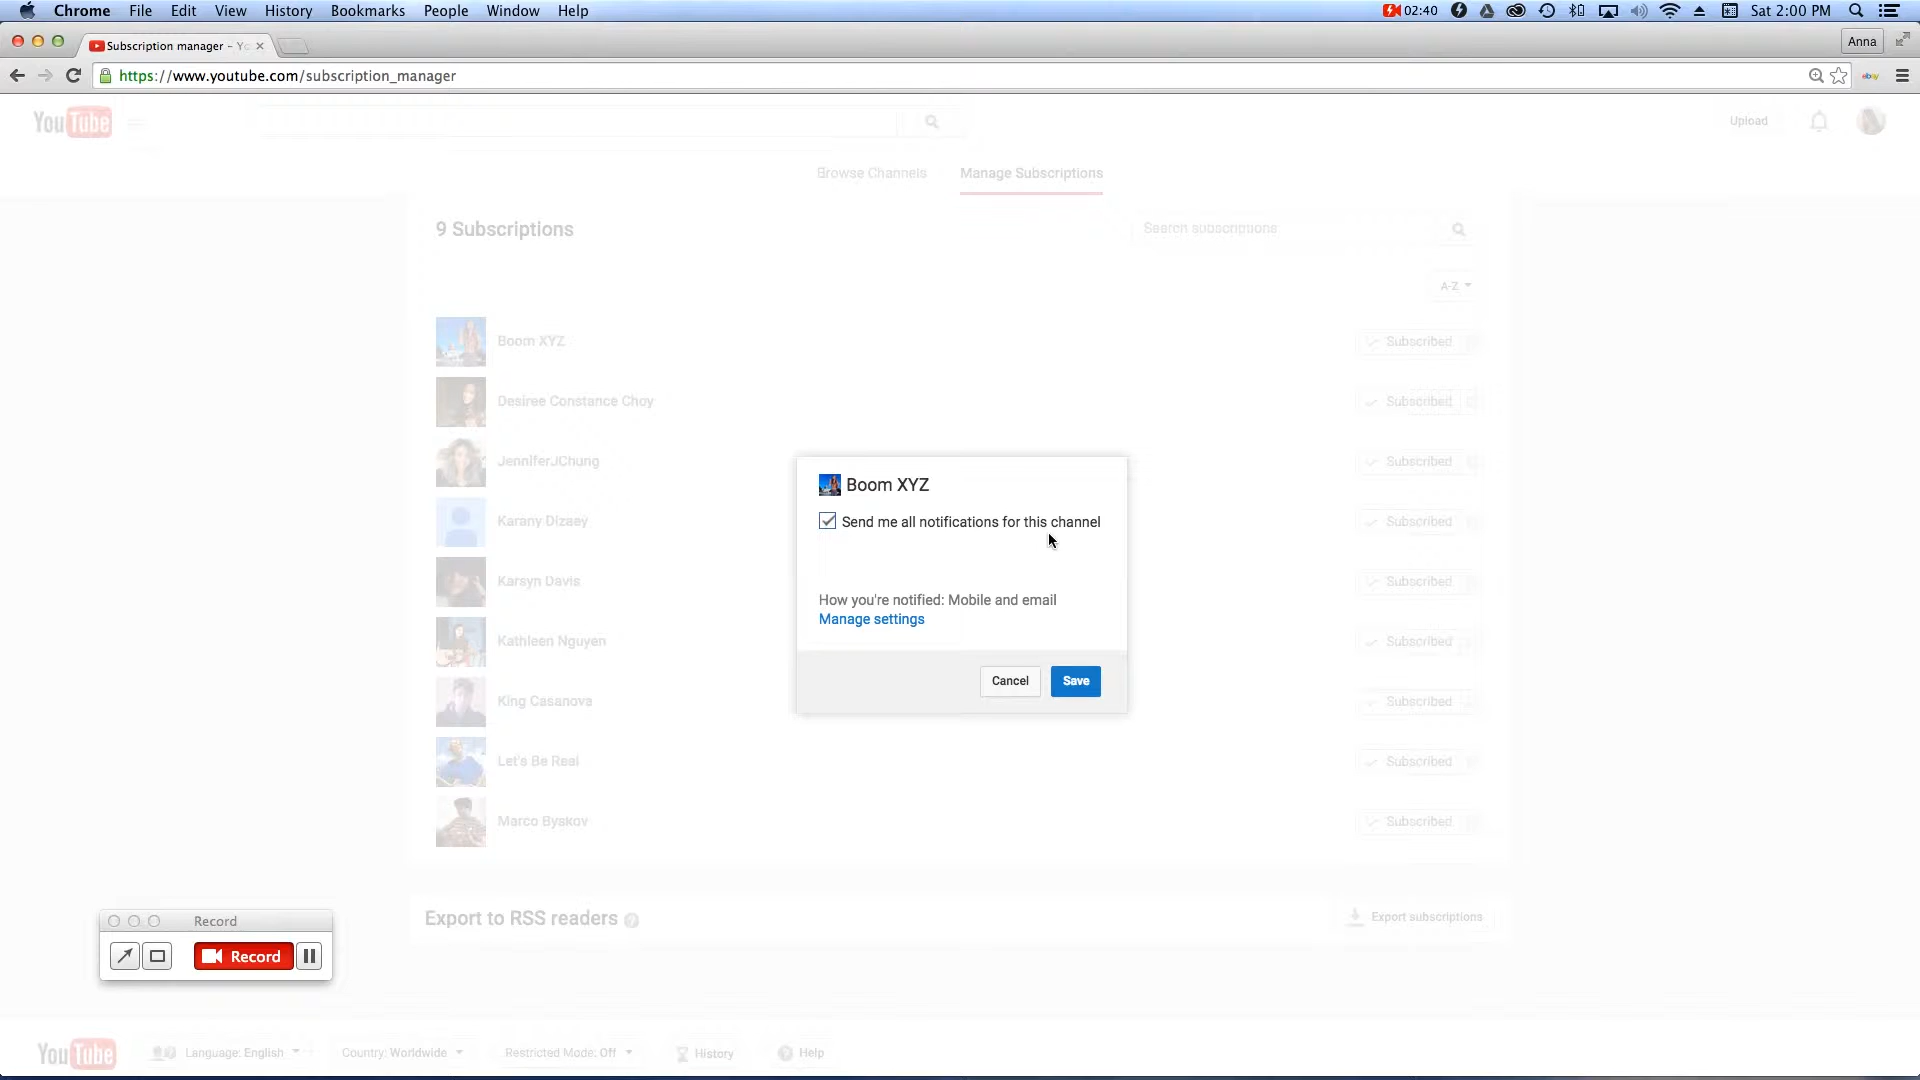 Chrome File Edit View History Bookmarks People Window Help 02:40 Sat 2:00 PM
Subscription manager - Yo Anna
https://www.youtube.com/subscription_manager ebay
YouTube Upload
Browse Channels Manage Subscriptions
9 Subscriptions Search subscriptions
A-Z
Boom XYZ Subscribed
Desiree Constance Choy Subscribed
JenniferJChung Subscribed
Karany Dizaey Subscribed
Karsyn Davis Subscribed
Kathleen Nguyen Subscribed
King Casanova Subscribed
Let's Be Real Subscribed
Marco Byskov Subscribed
Boom XYZ
Send me all notifications for this channel
How you're notified: Mobile and email
Manage settings
Cancel Save
Export to RSS readers ? Export subscriptions
Record
Record
YouTube Language: English Country: Worldwide Restricted Mode: Off History Help